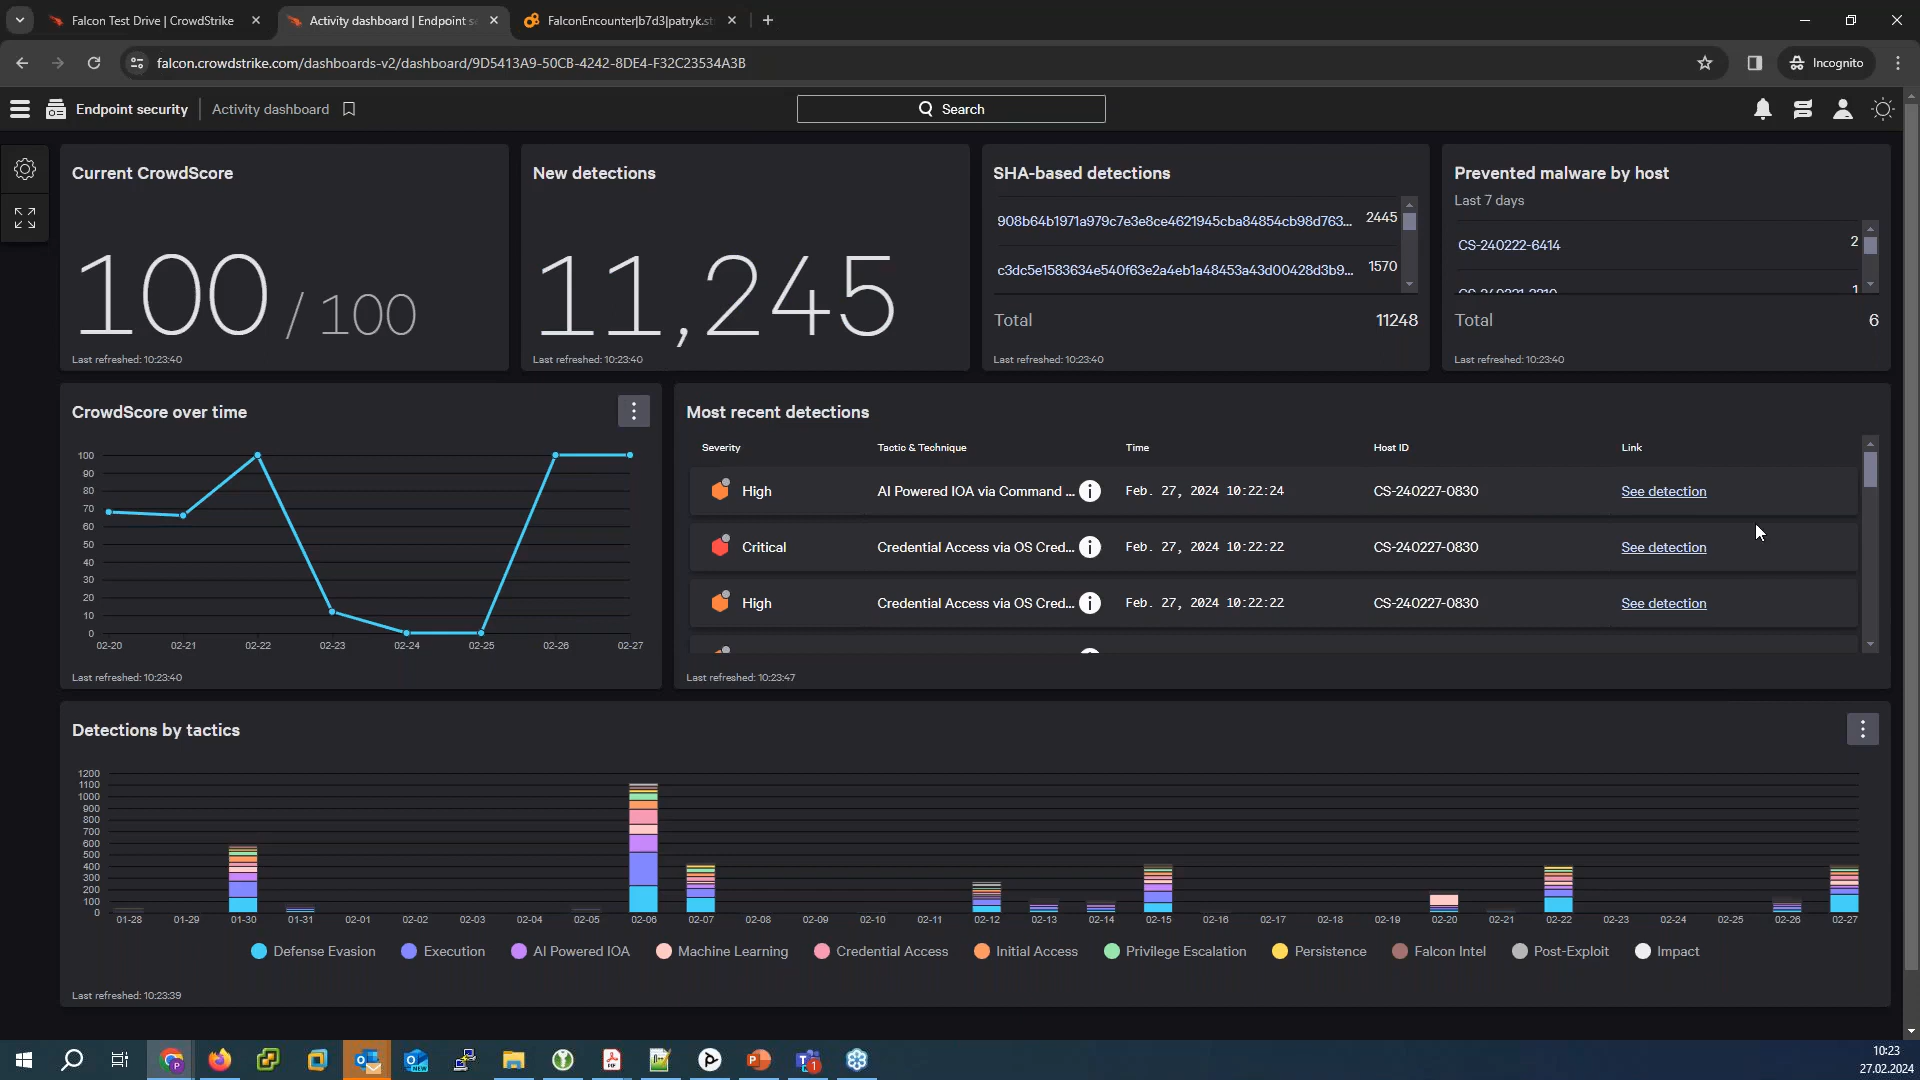 Falcon Test Drive | CrowdStrike
Activity dashboard | Endpoint se
FalconEncounter|b7d3|patryk.st
falcon.crowdstrike.com/dashboards-v2/dashboard/9D5413A9-50CB-4242-8DE4-F32C23534A3B
Incognito
Endpoint security
Activity dashboard
Search
Current CrowdScore
100 / 100
Last refreshed: 10:23:40
New detections
11,245
Last refreshed: 10:23:40
SHA-based detections
908b64b1971a979c7e3e8ce4621945cba84854cb98d763... 2445
c3dc5e1583634e540f63e2a4eb1a48453a43d00428d3b9... 1570
Total 11248
Last refreshed: 10:23:40
Prevented malware by host
Last 7 days
CS-240222-6414 2
1
Total 6
Last refreshed: 10:23:40
CrowdScore over time
100
90
80
70
60
50
40
30
20
10
0
02-20 02-21 02-22 02-23 02-24 02-25 02-26 02-27
Last refreshed: 10:23:40
Most recent detections
Severity Tactic & Technique Time Host ID Link
High AI Powered IOA via Command ... i Feb. 27, 2024 10:22:24 CS-240227-0830 See detection
Critical Credential Access via OS Cred... i Feb. 27, 2024 10:22:22 CS-240227-0830 See detection
High Credential Access via OS Cred... i Feb. 27, 2024 10:22:22 CS-240227-0830 See detection
Last refreshed: 10:23:47
Detections by tactics
1200
1100
1000
900
800
700
600
500
400
300
200
100
0
01-28 01-29 01-30 01-31 02-01 02-02 02-03 02-04 02-05 02-06 02-07 02-08 02-09 02-10 02-11 02-12 02-13 02-14 02-15 02-16 02-17 02-18 02-19 02-20 02-21 02-22 02-23 02-24 02-25 02-26 02-27
Defense Evasion Execution AI Powered IOA Machine Learning Credential Access Initial Access Privilege Escalation Persistence Falcon Intel Post-Exploit Impact
Last refreshed: 10:23:39
10:23
27.02.2024